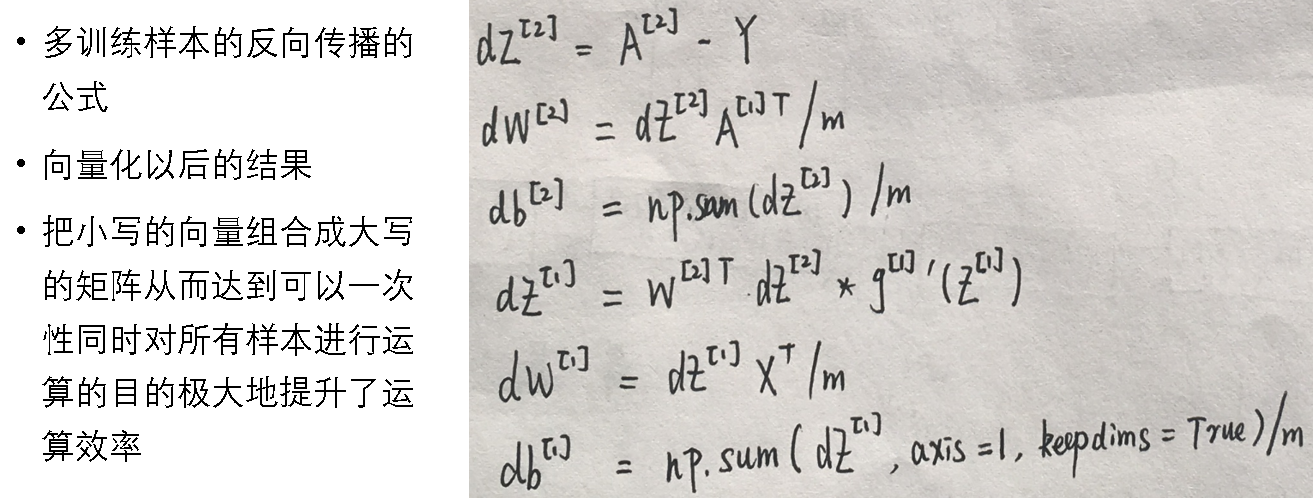 • 多训练样本的反向传播的
公式
• 向量化以后的结果
• 把小写的向量组合成大写
的矩阵从而达到可以一次
性同时对所有样本进行运
算的目的极大地提升了运
算效率
dZ^[2] = A^[2] - Y
dW^[2] = dZ^[2] A^[1]T / m
db^[2] = np.sum(dZ^[2]) / m
dZ^[1] = W^[2]T dZ^[2] * g^[1]'(Z^[1])
dW^[1] = dZ^[1] X^T / m
db^[1] = np.sum(dZ^[1], axis=1, keepdims=True)/m